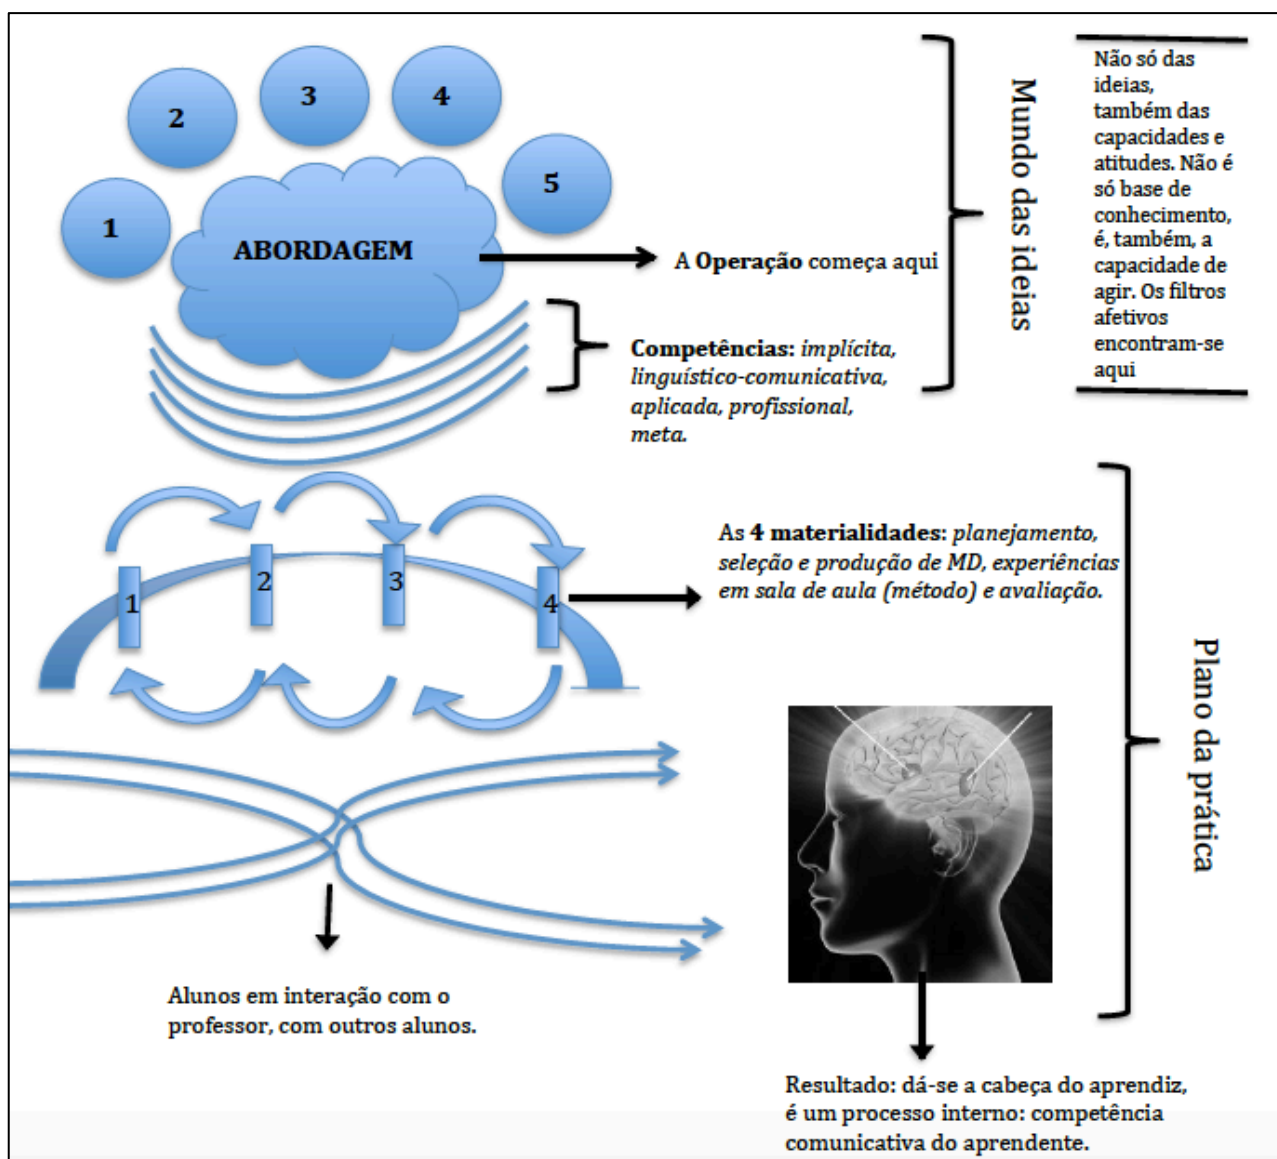 1
2
3
4
5
ABORDAGEM
A Operação começa aqui
Competências: implícita,
linguístico-comunicativa,
aplicada, profissional,
meta.
Mundo das ideias
Não só das
ideias,
também das
capacidades e
atitudes. Não é
só base de
conhecimento,
é, também, a
capacidade de
agir. Os filtros
afetivos
encontram-se
aqui
1
2
3
4
As 4 materialidades: planejamento,
seleção e produção de MD, experiências
em sala de aula (método) e avaliação.
Plano da prática
Alunos em interação com o
professor, com outros alunos.
Resultado: dá-se a cabeça do aprendiz,
é um processo interno: competência
comunicativa do aprendente.